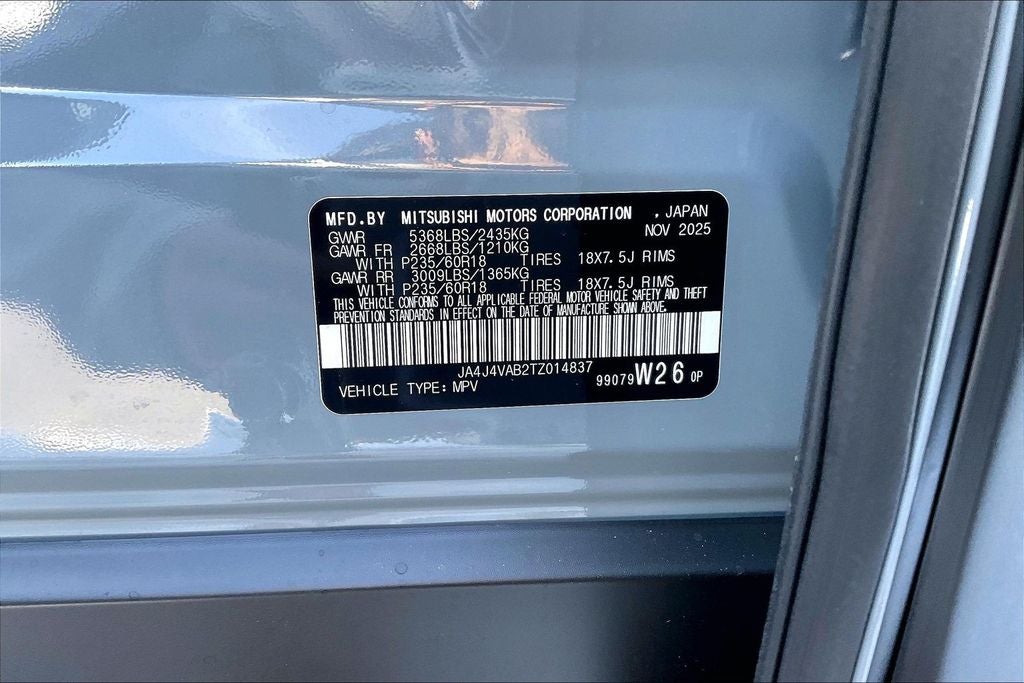 MFD.BY MITSUBISHI MOTORS CORPORATION , JAPAN
GVWR 5368LBS/2435KG NOV 2025
GAWR FR 2668LBS/1210KG
WITH P235/60R18 TIRES 18X7.5J RIMS
GAWR RR 3009LBS/1365KG
WITH P235/60R18 TIRES 18X7.5J RIMS
THIS VEHICLE CONFORMS TO ALL APPLICABLE FEDERAL MOTOR VEHICLE SAFETY AND THEFT
PREVENTION STANDARDS IN EFFECT ON THE DATE OF MANUFACTURE SHOWN ABOVE.
JA4J4VAB2TZ014837
VEHICLE TYPE: MPV 99079 W26 0P